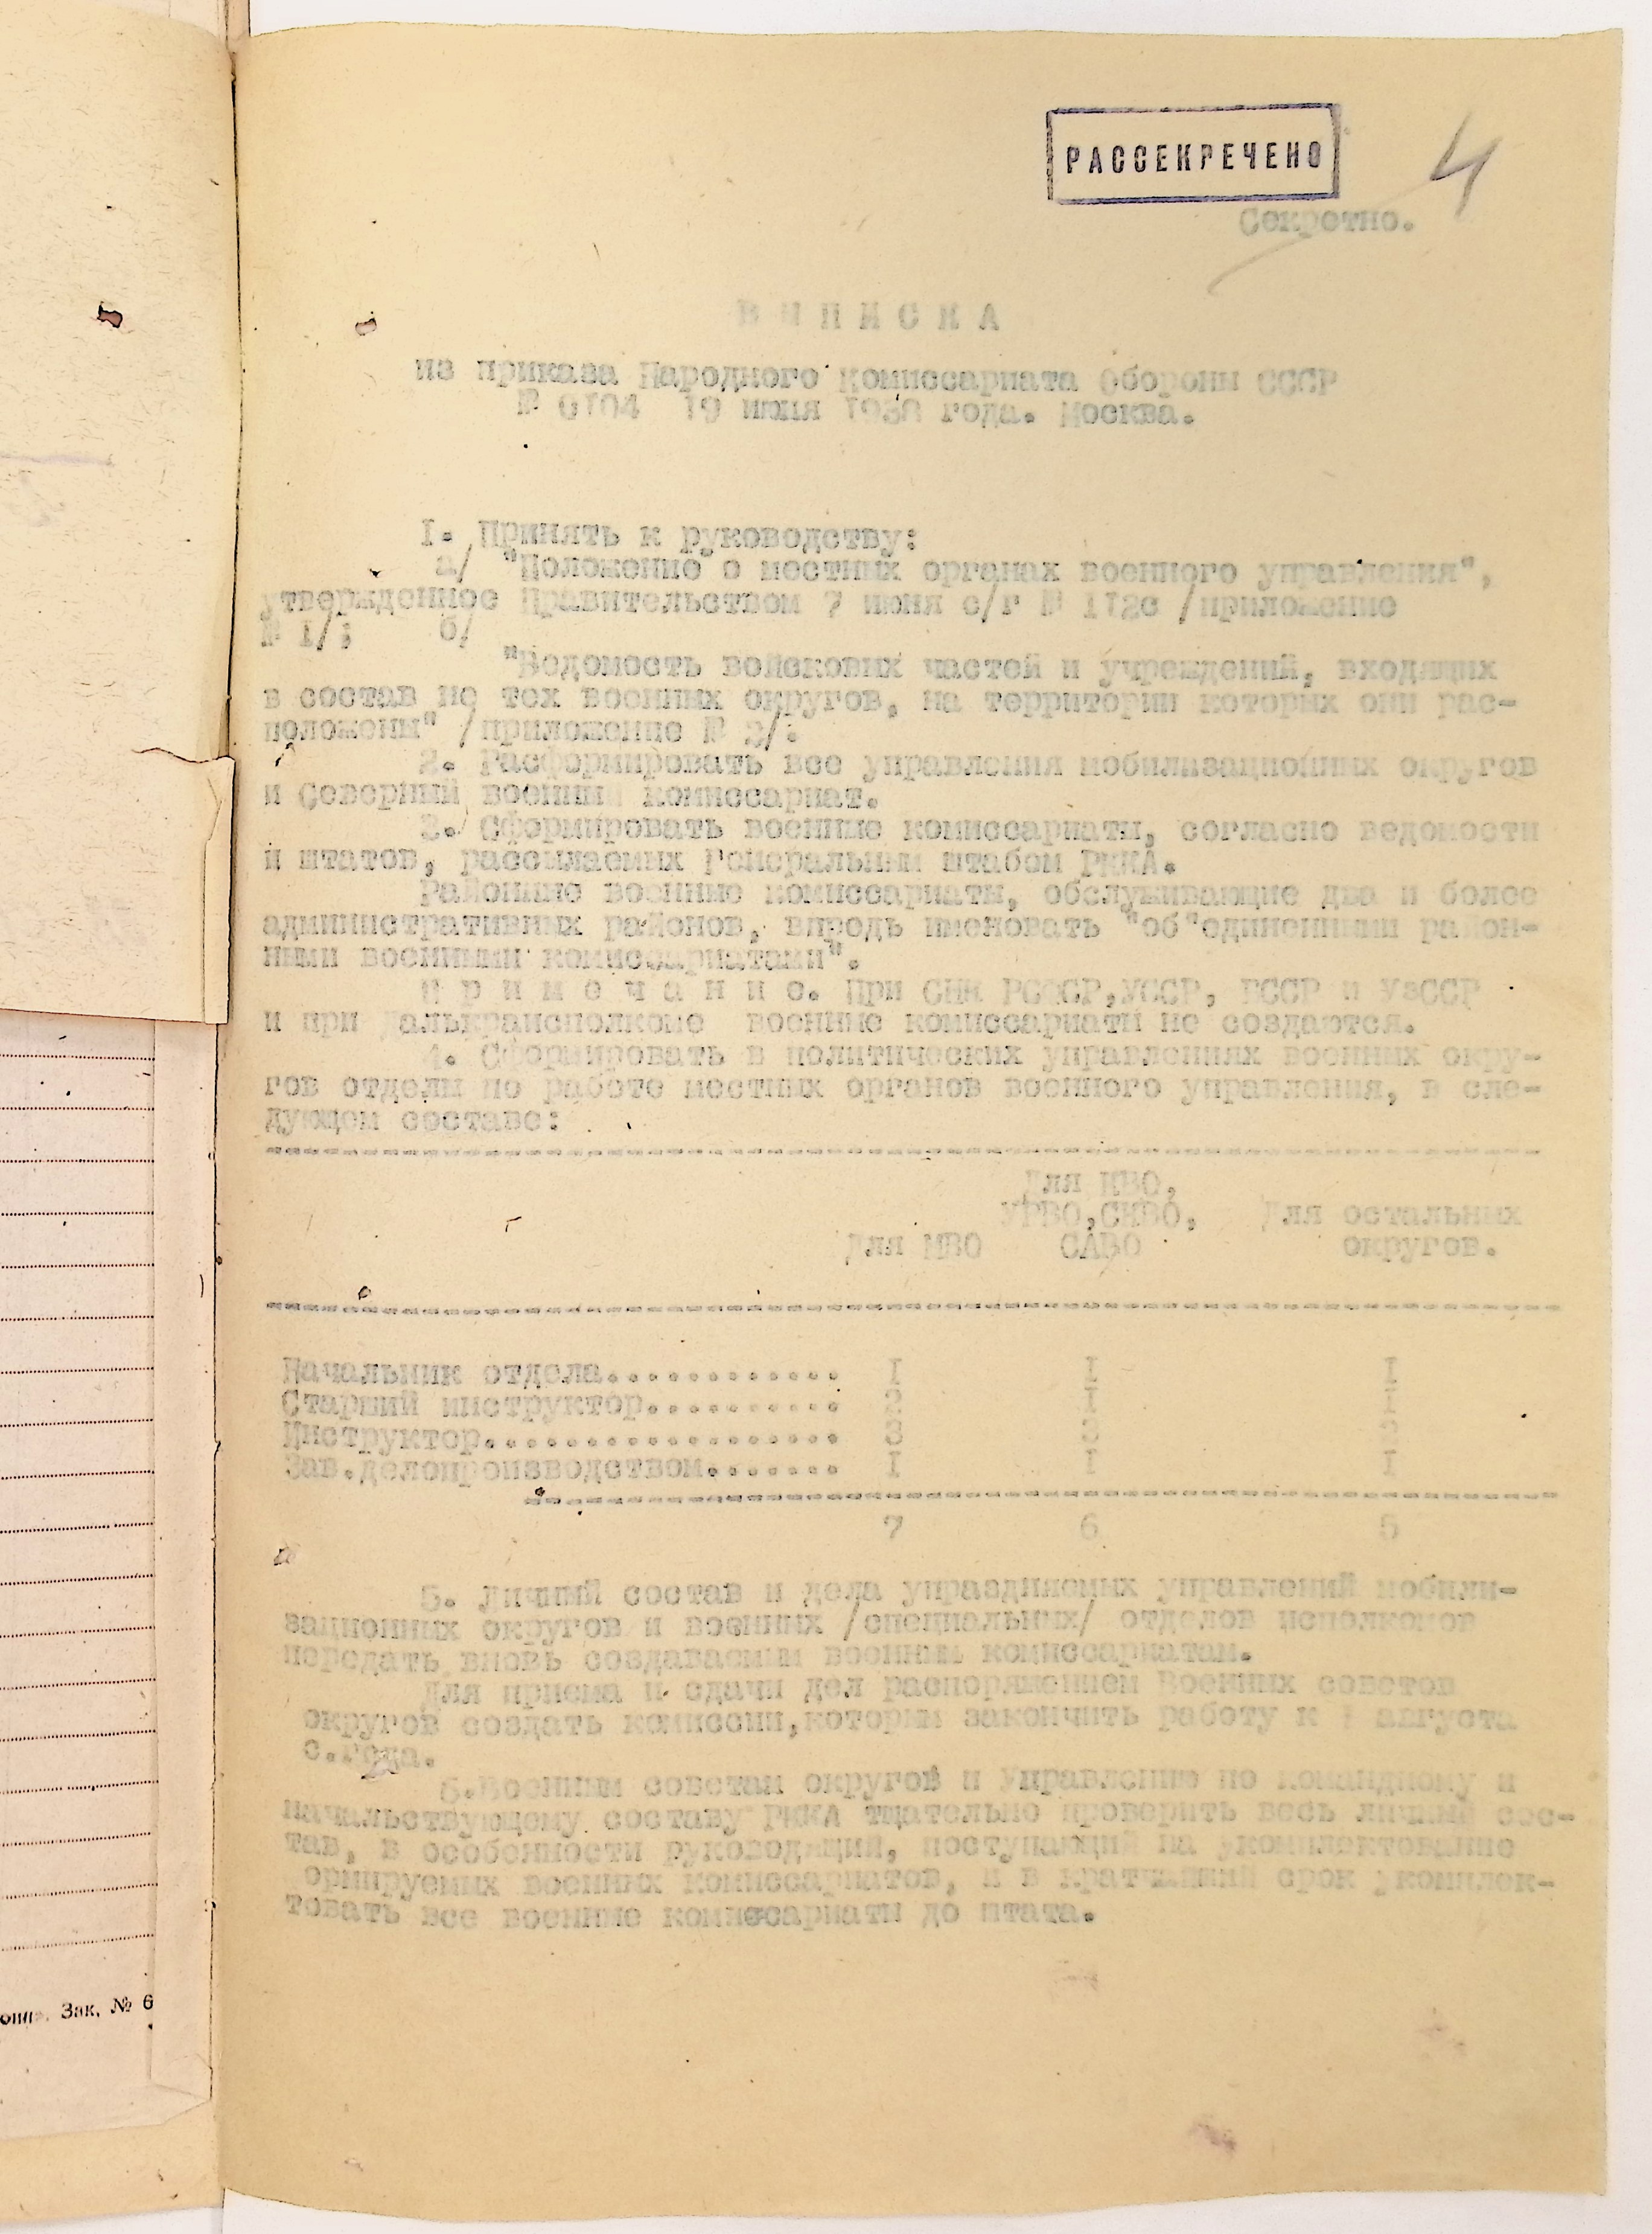 РАССЕКРЕЧЕНО
4
Секретно.
ВЫПИСКА
из приказа Народного Комиссариата Обороны СССР
№ 0104 19 июня 1938 года. Москва.
I. Принять к руководству:
а/ "Положение о местных органах военного управления",
утвержденное Правительством 7 июня с/г № /приложение
№ I/; б/
"Ведомость войсковых частей и учреждений, входящих
в состав не тех военных округов, на территории которых они рас-
положены" /приложение № 2/.
2. Расформировать все управления мобилизационных округов
и Северный военный комиссариат.
3. Сформировать военные комиссариаты, согласно ведомости
и штатов, рассылаемых Генеральным штабом РККА.
Районные военные комиссариаты, обслуживающие два и более
административных районов, впредь именовать "об"единенными район-
ными военными комиссариатами".
Примечание. При СНК РСФСР,УССР, БССР и УзССР
и при Далькрайисполкоме военные комиссариаты не создаются.
4. Сформировать в политических управлениях военных окру-
гов отделы по работе местных органов военного управления, в сле-
дующем составе:
Для
УРВО,СКВО, Для остальных
Для МВО САВО округов.
Начальник отдела............ I I I
Старший инструктор.......... 2 I I
Инструктор.................. 3 3 2
Зав.делопроизводством....... I I I
7 6 5
5. Личный состав и дела упраздняемых управлений мобили-
зационных округов и военных /специальных/ отделов исполкомов
передать вновь создаваемым военным комиссариатам.
Для приема и сдачи дел распоряжением Военных советов
округов создать комиссии,которым закончить работу к I августа
с.года.
6.Военным советам округов и Управлению по командному и
начальствующему составу РККА тщательно проверить весь личный сос-
тав, в особенности руководящий, поступающий на укомплектование
формируемых военных комиссариатов, и в кратчайший срок укомплек-
товать все военные комиссариаты до штата.
Зак. № 6